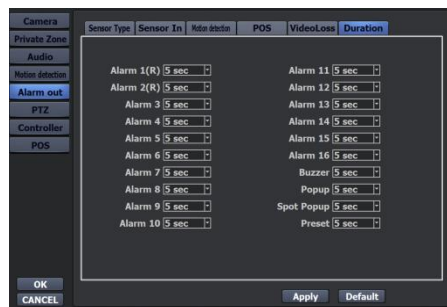 Camera
Private Zone
Audio
Motion detection
Alarm out
PTZ
Controller
POS
OK
CANCEL
Sensor Type Sensor In Motion detection POS VideoLoss Duration
Alarm 1(R) 5 sec
Alarm 2(R) 5 sec
Alarm 3 5 sec
Alarm 4 5 sec
Alarm 5 5 sec
Alarm 6 5 sec
Alarm 7 5 sec
Alarm 8 5 sec
Alarm 9 5 sec
Alarm 10 5 sec
Alarm 11 5 sec
Alarm 12 5 sec
Alarm 13 5 sec
Alarm 14 5 sec
Alarm 15 5 sec
Alarm 16 5 sec
Buzzer 5 sec
Popup 5 sec
Spot Popup 5 sec
Preset 5 sec
Apply Default